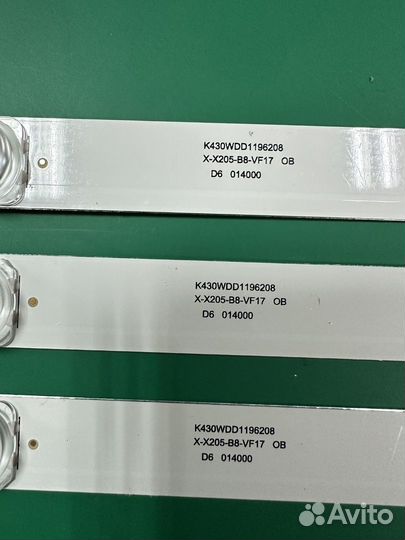 K430WDD1196208
X-X205-B8-VF17 OB
D6 014000
K430WDD1196208
X-X205-B8-VF17 OB
D6 014000
K430WDD1196208
X-X205-B8-VF17 OB
D6 014000
Avito